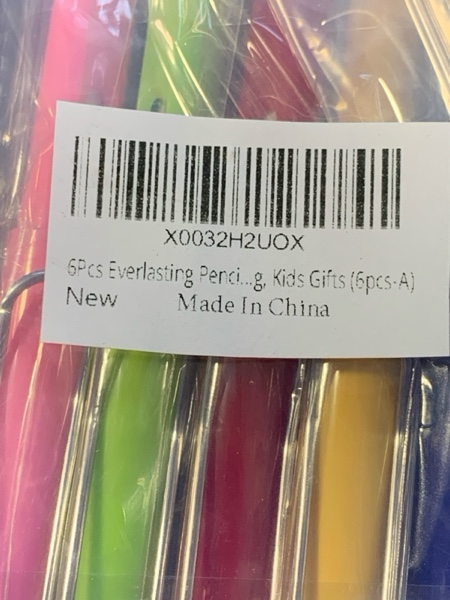 X0032H2UOX
6Pcs Everlasting Penci...g, Kids Gifts (6pcs-A)
New Made In China